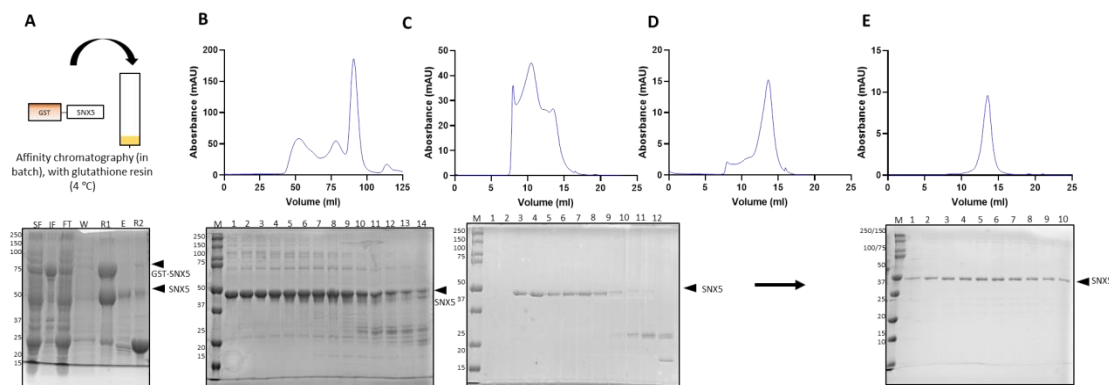 A
GST
SNX5
Affinity chromatography (in
batch), with glutathione resin
(4 °C)
SF IF FT W R1 E R2
250
150
100
75
50
37
25
20
15
GST-SNX5
SNX5
B
200
150
100
50
0
Abosrbance (mAU)
0 25 50 75 100 125
Volume (ml)
M 1 2 3 4 5 6 7 8 9 10 11 12 13 14
250
150
100
75
50
37
25
20
15
SNX5
C
50
40
30
20
10
0
Abosrbance (mAU)
0 5 10 15 20 25
Volume (ml)
M 1 2 3 4 5 6 7 8 9 10 11 12
250
150
100
75
50
37
25
20
15
10
SNX5
D
20
15
10
5
0
Abosrbance (mAU)
0 5 10 15 20 25
Volume (ml)
E
15
10
5
0
Abosrbance (mAU)
0 5 10 15 20 25
Volume (ml)
M 1 2 3 4 5 6 7 8 9 10
250/150
100/75
50
37
25
20
15
10
SNX5